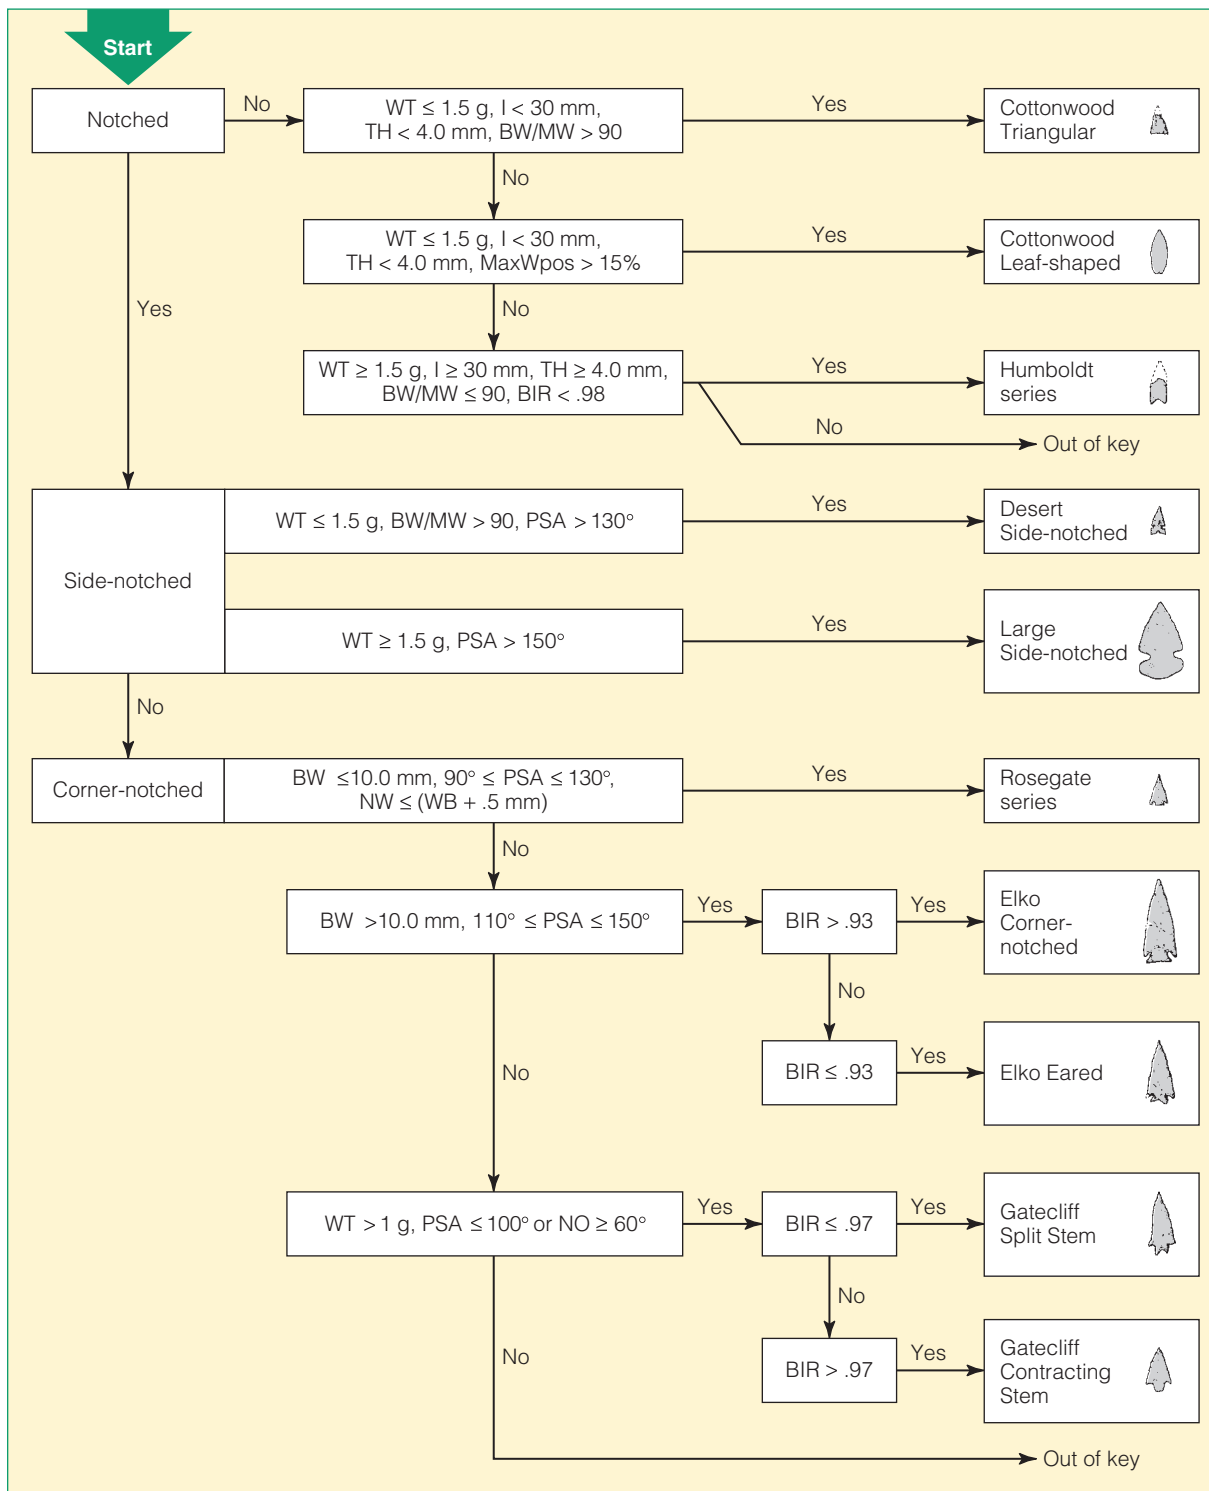 Start
Notched
No
WT ≤ 1.5 g, I < 30 mm,
TH < 4.0 mm, BW/MW > 90
Yes
Cottonwood
Triangular
No
WT ≤ 1.5 g, I < 30 mm,
TH < 4.0 mm, MaxWpos > 15%
Yes
Cottonwood
Leaf-shaped
Yes
No
WT ≥ 1.5 g, I ≥ 30 mm, TH ≥ 4.0 mm,
BW/MW ≤ 90, BIR < .98
Yes
Humboldt
series
No
Out of key
Side-notched
WT ≤ 1.5 g, BW/MW > 90, PSA > 130°
Yes
Desert
Side-notched
WT ≥ 1.5 g, PSA > 150°
Yes
Large
Side-notched
No
Corner-notched
BW ≤10.0 mm, 90° ≤ PSA ≤ 130°,
NW ≤ (WB + .5 mm)
Yes
Rosegate
series
No
BW >10.0 mm, 110° ≤ PSA ≤ 150°
Yes
BIR > .93
Yes
Elko
Corner-
notched
No
No
BIR ≤ .93
Yes
Elko Eared
WT > 1 g, PSA ≤ 100° or NO ≥ 60°
Yes
BIR ≤ .97
Yes
Gatecliff
Split Stem
No
No
BIR > .97
Yes
Gatecliff
Contracting
Stem
Out of key